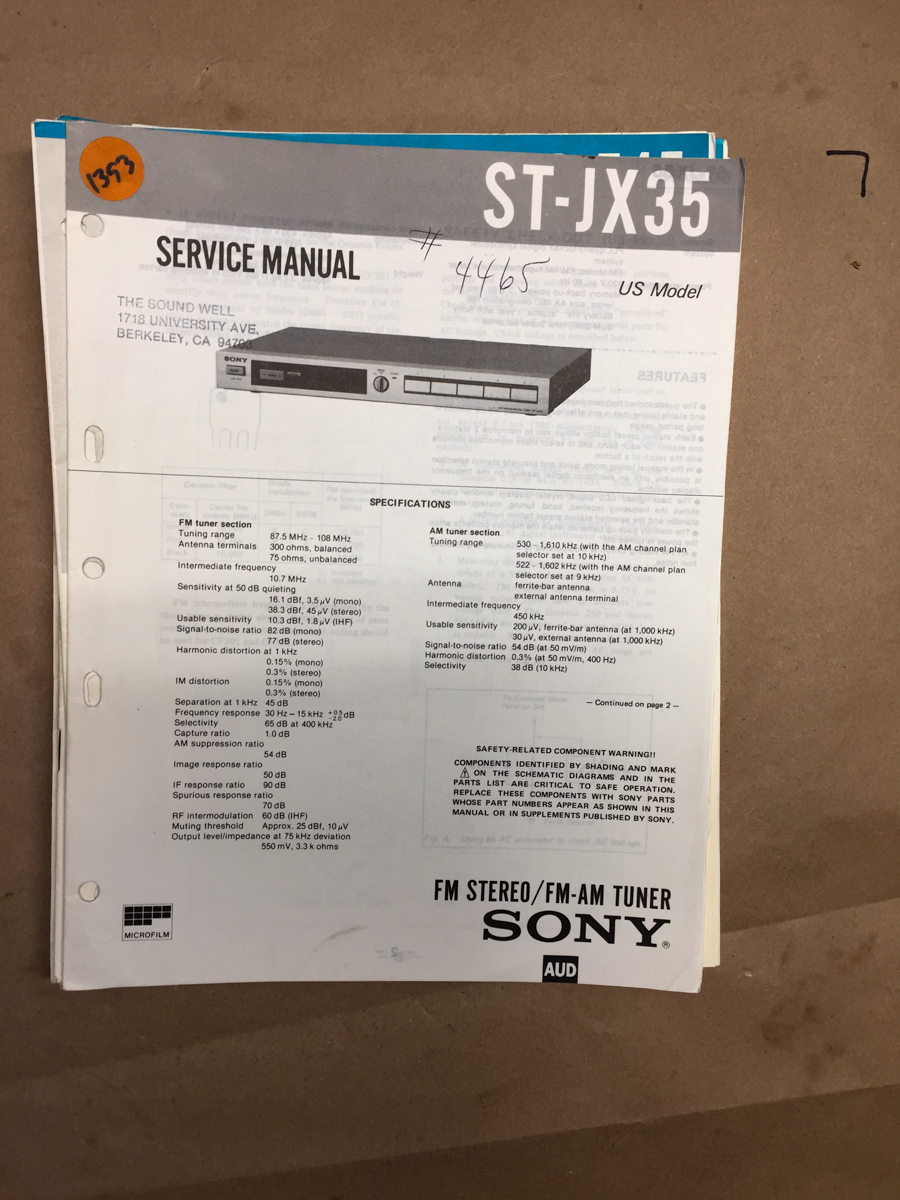 1393
ST-JX35
SERVICE MANUAL
# 4465
US Model
THE SOUND WELL
1718 UNIVERSITY AVE.
BERKELEY, CA
SONY
SPECIFICATIONS
FM tuner section
Tuning range 87.5 MHz – 108 MHz
Antenna terminals 300 ohms, balanced
75 ohms, unbalanced
Intermediate frequency
10.7 MHz
Sensitivity at 50 dB quieting
16.1 dBf, 3.5 μV (mono)
38.3 dBf, 45 μV (stereo)
Usable sensitivity 10.3 dBf, 1.8 μV (IHF)
Signal-to-noise ratio 82 dB (mono)
77 dB (stereo)
Harmonic distortion at 1 kHz
0.15% (mono)
0.3% (stereo)
IM distortion 0.15% (mono)
0.3% (stereo)
Separation at 1 kHz 45 dB
Frequency response 30 Hz – 15 kHz +0.5 −2.0 dB
Selectivity 65 dB at 400 kHz
Capture ratio 1.0 dB
AM suppression ratio
54 dB
Image response ratio
50 dB
IF response ratio 90 dB
Spurious response ratio
70 dB
RF intermodulation 60 dB (IHF)
Muting threshold Approx. 25 dBf, 10 μV
Output level/impedance at 75 kHz deviation
550 mV, 3.3 k ohms
AM tuner section
Tuning range 530 – 1,610 kHz (with the AM channel plan
selector set at 10 kHz)
522 – 1,602 kHz (with the AM channel plan
selector set at 9 kHz)
Antenna ferrite-bar antenna
external antenna terminal
Intermediate frequency
450 kHz
Usable sensitivity 200 μV, ferrite-bar antenna (at 1,000 kHz)
30 μV, external antenna (at 1,000 kHz)
Signal-to-noise ratio 54 dB (at 50 mV/m)
Harmonic distortion 0.3% (at 50 mV/m, 400 Hz)
Selectivity 38 dB (10 kHz)
– Continued on page 2 –
SAFETY-RELATED COMPONENT WARNING!!
COMPONENTS IDENTIFIED BY SHADING AND MARK
⚠ ON THE SCHEMATIC DIAGRAMS AND IN THE
PARTS LIST ARE CRITICAL TO SAFE OPERATION.
REPLACE THESE COMPONENTS WITH SONY PARTS
WHOSE PART NUMBERS APPEAR AS SHOWN IN THIS
MANUAL OR IN SUPPLEMENTS PUBLISHED BY SONY.
FM STEREO/FM-AM TUNER
SONY®
AUD
MICROFILM